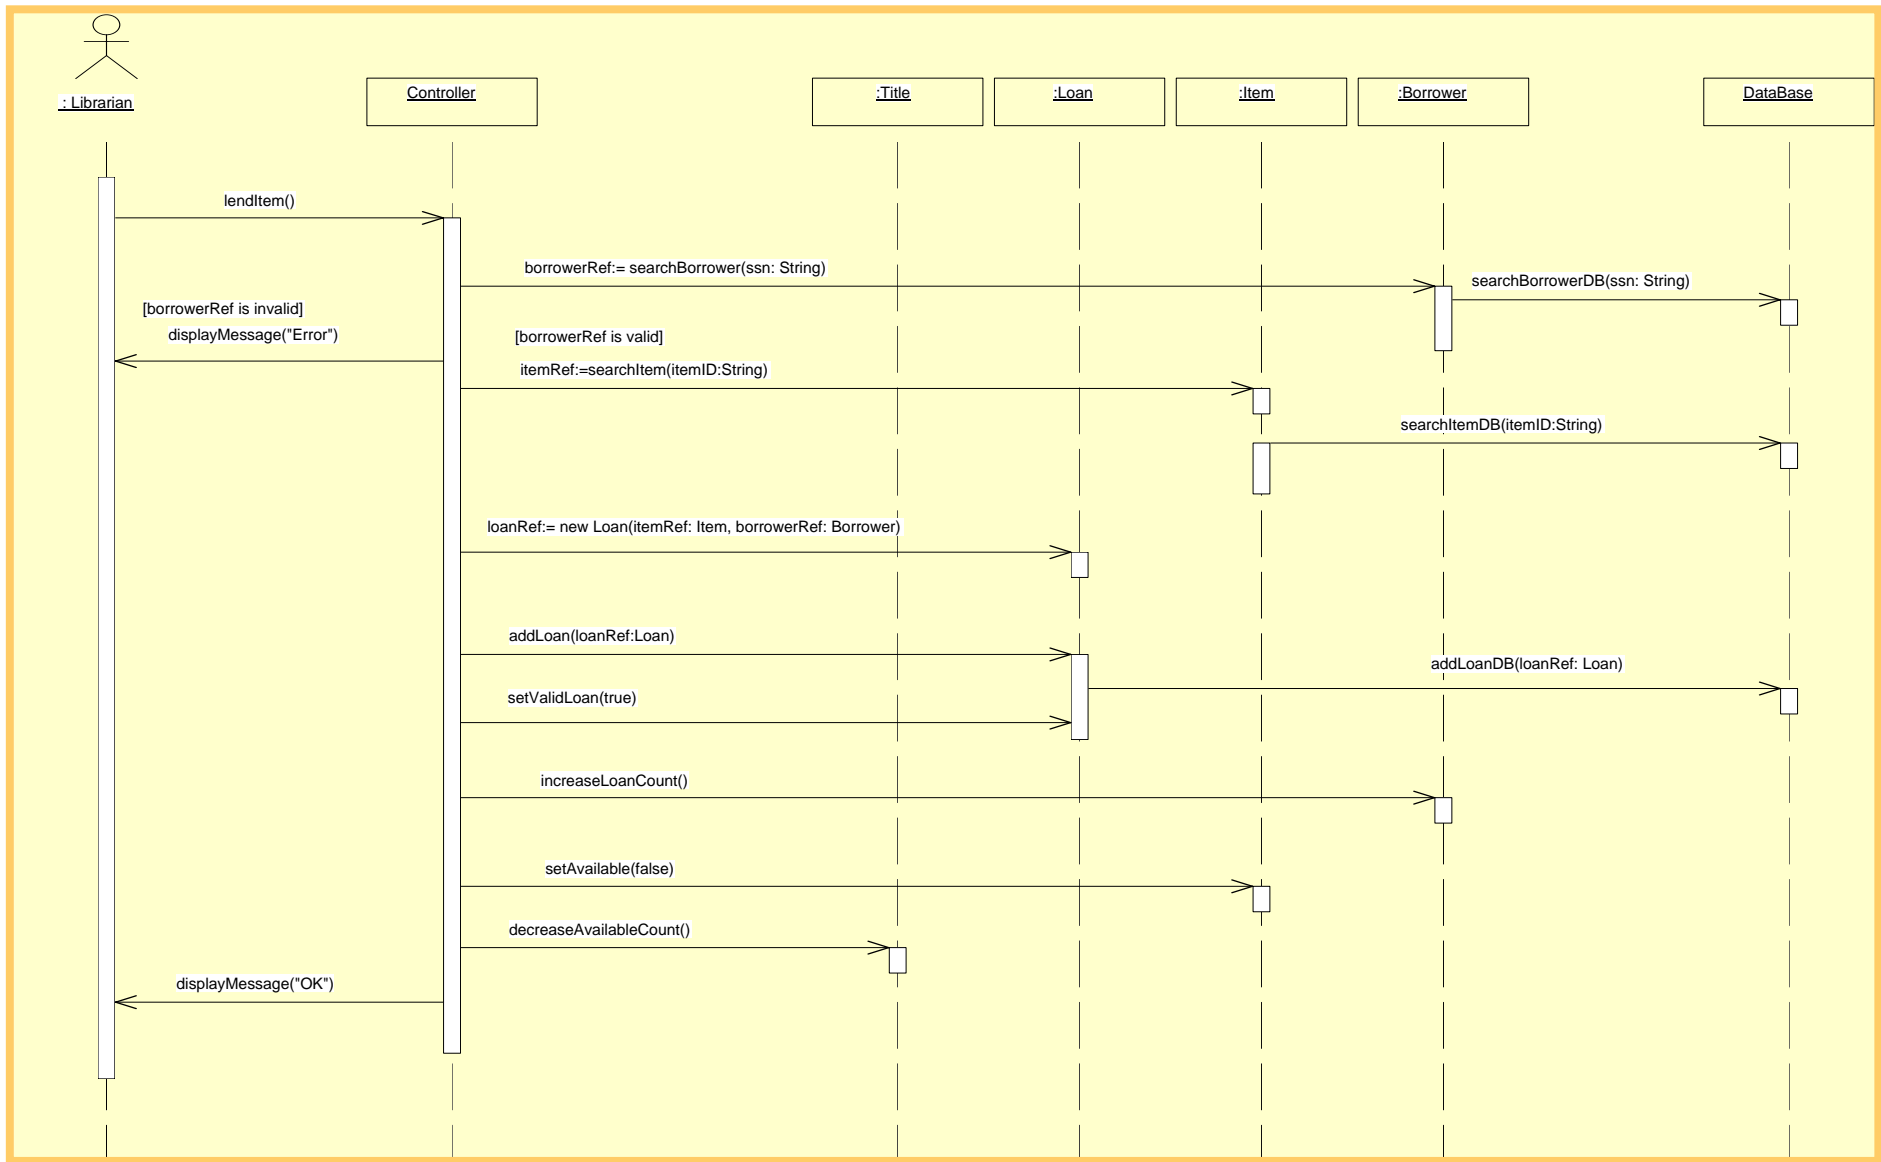 : Librarian
Controller
:Title
:Loan
:Item
:Borrower
DataBase
lendItem()
borrowerRef:= searchBorrower(ssn: String)
searchBorrowerDB(ssn: String)
[borrowerRef is invalid]
displayMessage("Error")
[borrowerRef is valid]
itemRef:=searchItem(itemID:String)
searchItemDB(itemID:String)
loanRef:= new Loan(itemRef: Item, borrowerRef: Borrower)
addLoan(loanRef:Loan)
addLoanDB(loanRef: Loan)
setValidLoan(true)
increaseLoanCount()
setAvailable(false)
decreaseAvailableCount()
displayMessage("OK")